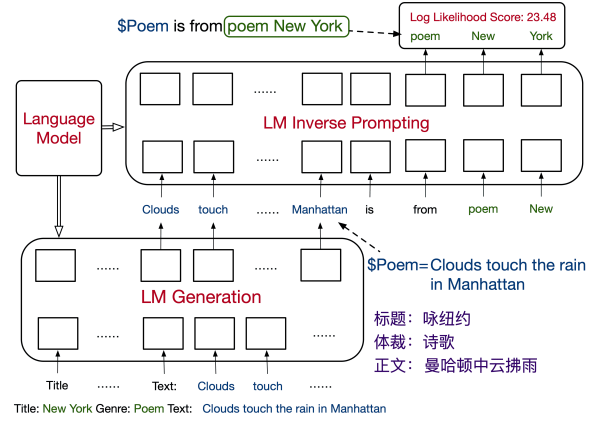 $Poem is from poem New York
Log Likelihood Score: 23.48
poem New York
Language Model
......
LM Inverse Prompting
......
Clouds touch ...... Manhattan is from poem New
$Poem= Clouds touch the rain
in Manhattan
...... ......
LM Generation
...... ......
标题：咏纽约
体裁：诗歌
正文：曼哈顿中云拂雨
Title ...... Text: Clouds touch ......
Title: New York Genre: Poem Text: Clouds touch the rain in Manhattan